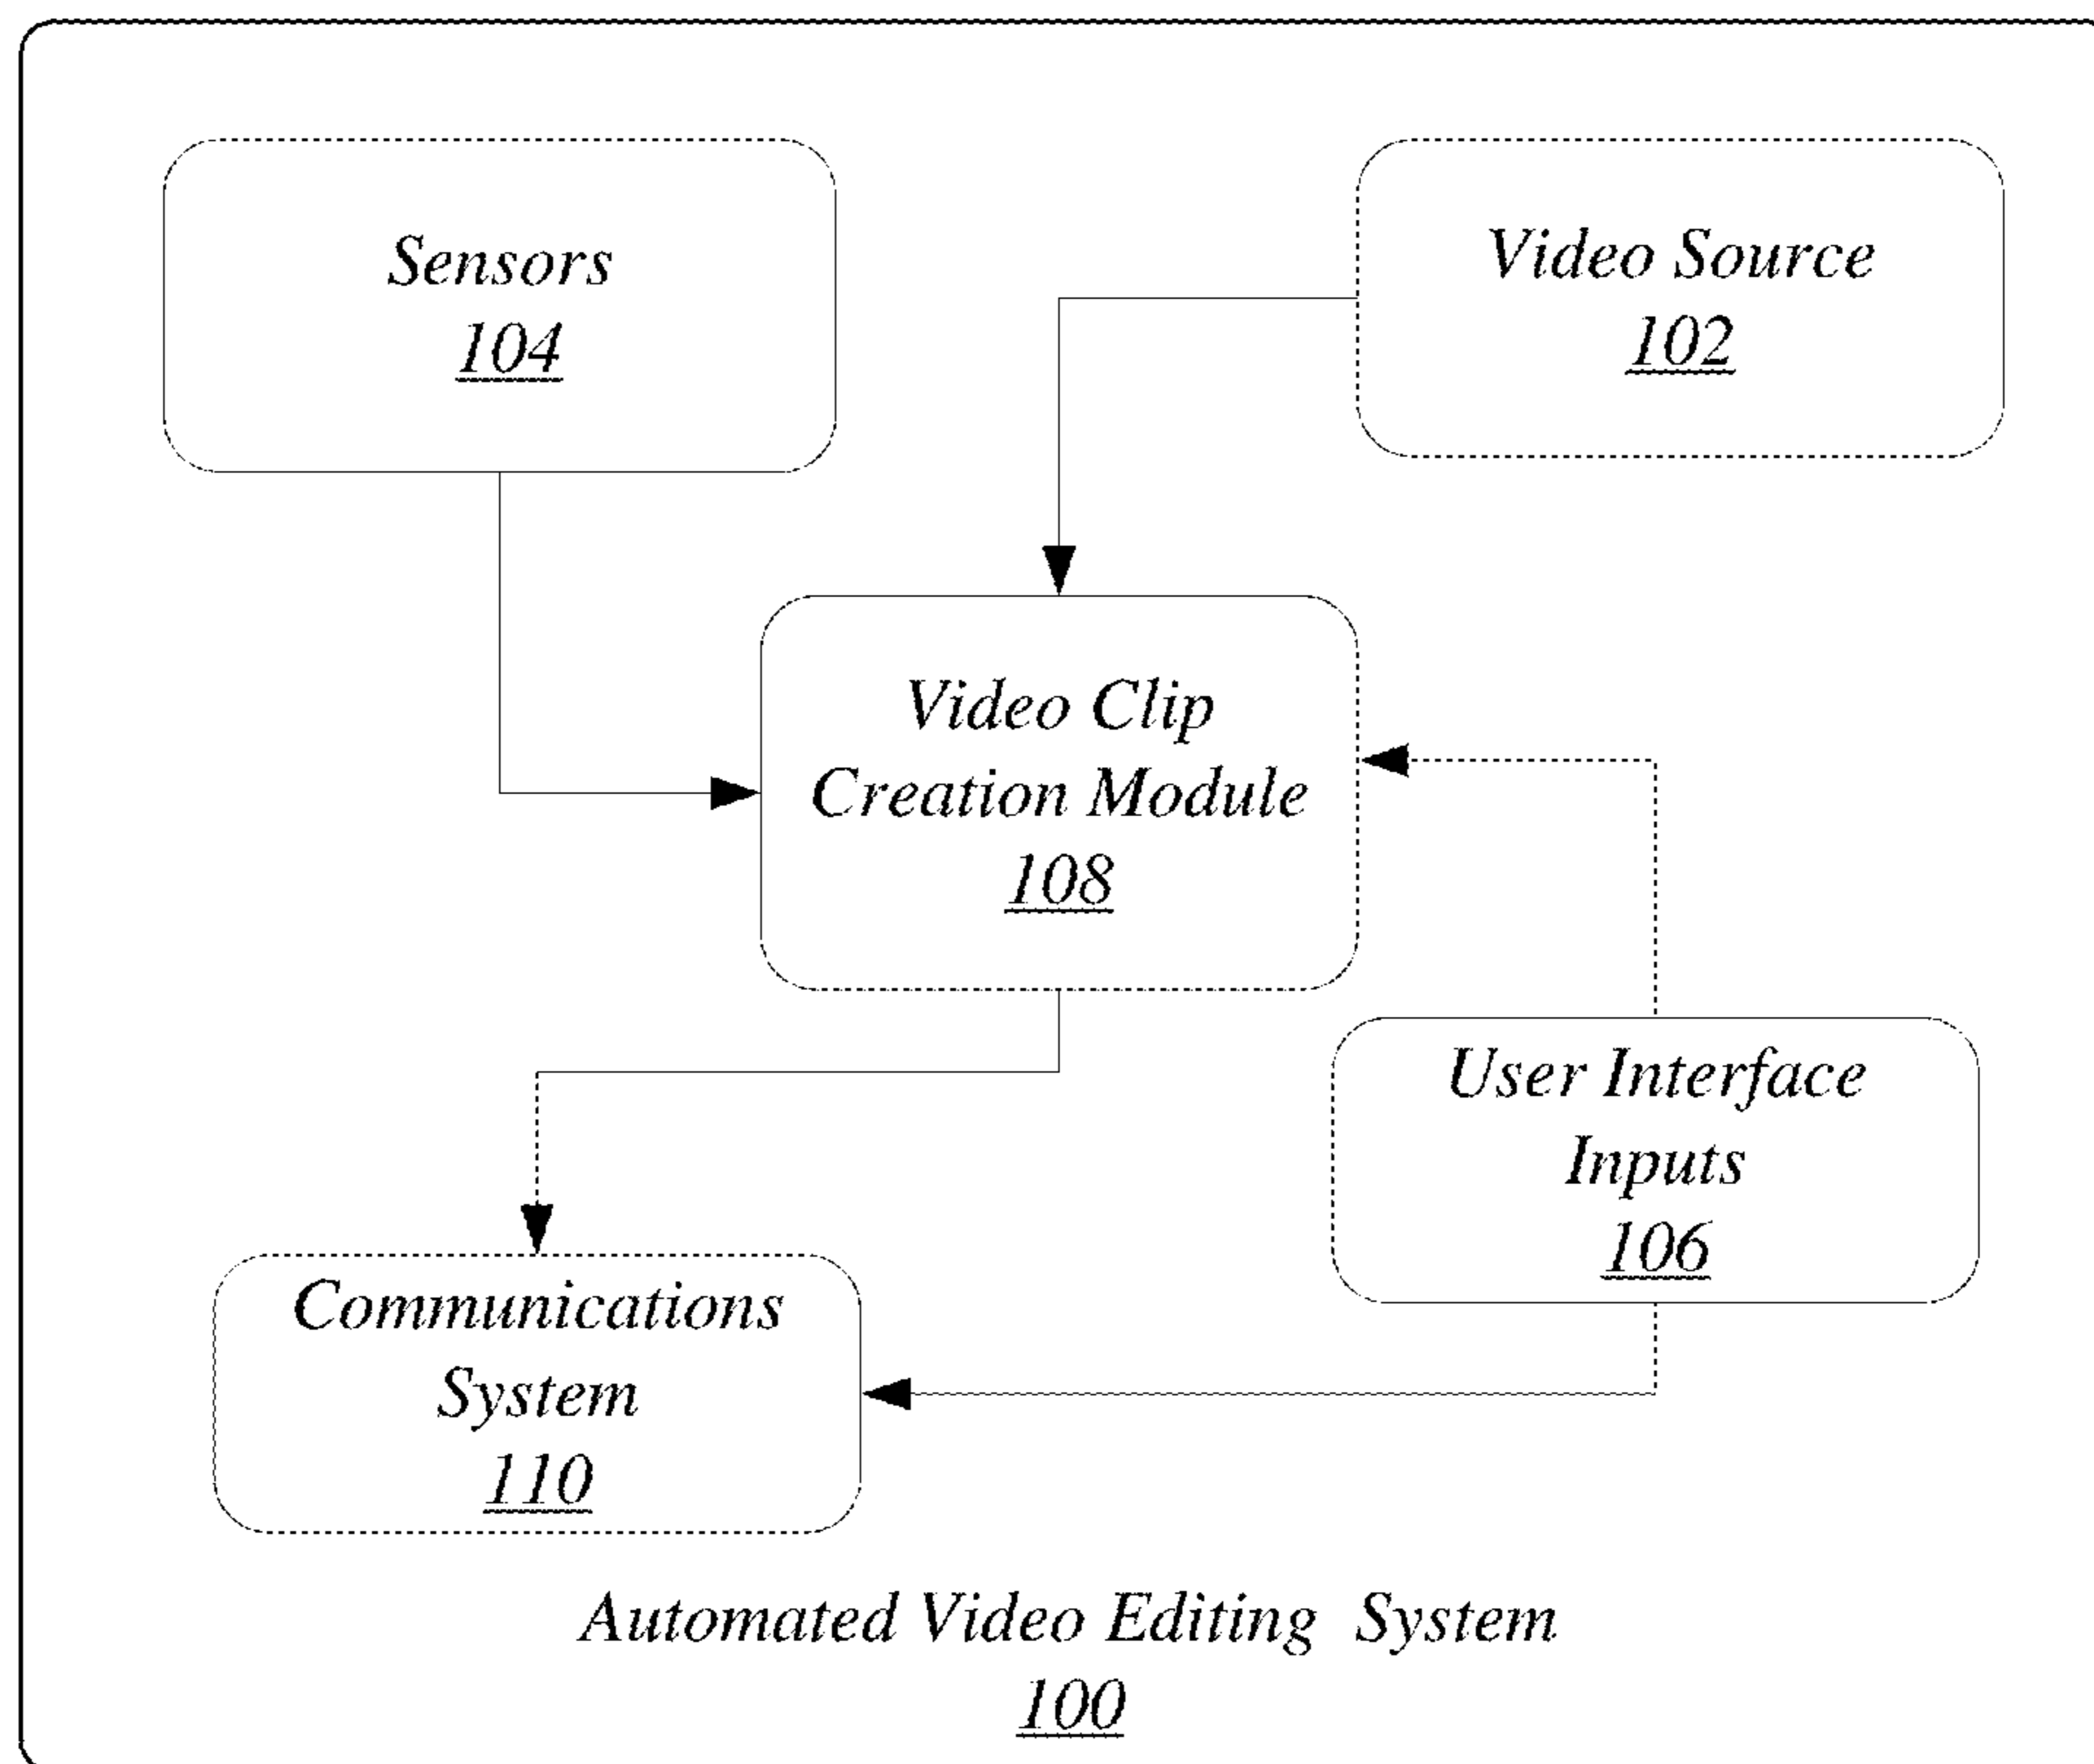 Sensors
104
Video Source
102
Video Clip
Creation Module
108
User Interface
Inputs
106
Communications
System
110
Automated Video Editing System
100